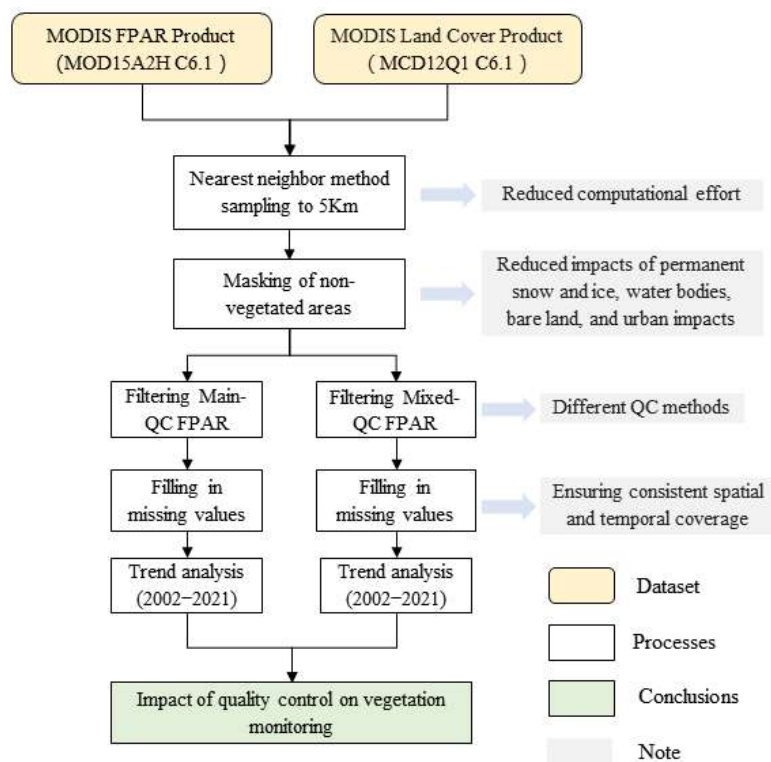 MODIS FPAR Product
(MOD15A2H C6.1 )
MODIS Land Cover Product
( MCD12Q1 C6.1 )
Nearest neighbor method
sampling to 5Km
Reduced computational effort
Masking of non-
vegetated areas
Reduced impacts of permanent
snow and ice, water bodies,
bare land, and urban impacts
Filtering Main-
QC FPAR
Filtering Mixed-
QC FPAR
Different QC methods
Filling in
missing values
Filling in
missing values
Ensuring consistent spatial
and temporal coverage
Trend analysis
(2002−2021)
Trend analysis
(2002−2021)
Impact of quality control on vegetation
monitoring
Dataset
Processes
Conclusions
Note